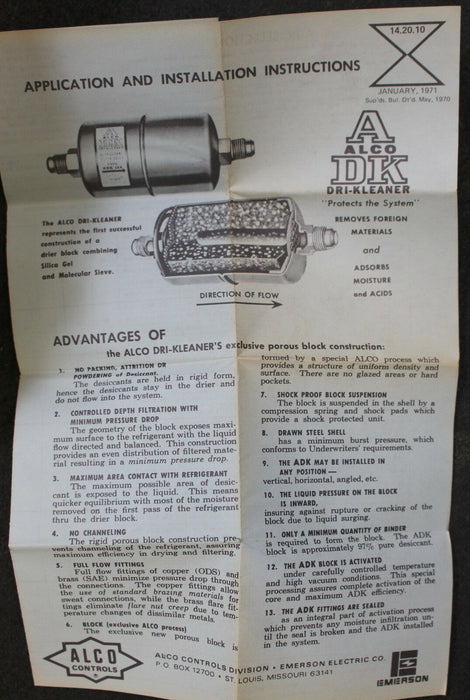 14.20.10
APPLICATION AND INSTALLATION INSTRUCTIONS
JANUARY, 1971
Sup'ds. Bul. Dt'd. May, 1970
A
ALCO
DK
DRI-KLEANER
"Protects the System"
REMOVES FOREIGN
MATERIALS
and
ADSORBS
MOISTURE
and ACIDS
The ALCO DRI-KLEANER
represents the first successful
construction of a
drier block combining
Silica Gel
and Molecular Sieve.
DIRECTION OF FLOW
ADVANTAGES OF
the ALCO DRI-KLEANER'S exclusive porous block construction:
1. NO PACKING, ATTRITION OR
POWDERING of Desiccant.
The desiccants are held in rigid form,
hence the desiccants stay in the drier and
do not flow into the system.
2. CONTROLLED DEPTH FILTRATION WITH
MINIMUM PRESSURE DROP
The geometry of the block exposes maxi-
mum surface to the refrigerant with the liquid
flow directed and balanced. This construction
provides an even distribution of filtered mate-
rial resulting in a minimum pressure drop.
3. MAXIMUM AREA CONTACT WITH REFRIGERANT
The maximum possible area of desic-
cant is exposed to the liquid. This means
quicker equilibrium with most of the moisture
removed on the first pass of the refrigerant
thru the drier block.
4. NO CHANNELING
The rigid porous block construction pre-
vents channeling of the refrigerant, assuring
maximum efficiency in drying and filtering.
5. FULL FLOW FITTINGS
Full flow fittings of copper (ODS) and
brass (SAE) minimize pressure drop through
the connections. The copper fittings allow
the use of standard brazing materials for
sweat connections, while the brass flare fit-
tings eliminate flare nut creep due to tem-
perature changes of dissimilar metals.
6. BLOCK (exclusive ALCO process)
The exclusive new porous block is
formed by a special ALCO process which
provides a structure of uniform density and
surface. There are no glazed areas or hard
pockets.
7. SHOCK PROOF BLOCK SUSPENSION
The block is suspended in the shell by a
compression spring and shock pads which
provide a shock protected unit.
8. DRAWN STEEL SHELL
has a minimum burst pressure, which
conforms to Underwriters' requirements.
9. THE ADK MAY BE INSTALLED IN
ANY POSITION —
vertical, horizontal, angled, etc.
10. THE LIQUID PRESSURE ON THE BLOCK
IS INWARD,
insuring against rupture or cracking of the
block due to liquid surging.
11. ONLY A MINIMUM QUANTITY OF BINDER
is required to form the block. The ADK
block is approximately 97% pure desiccant.
12. THE ADK BLOCK IS ACTIVATED
under carefully controlled temperature
and high vacuum conditions. This special
processing assures complete activation of the
core and maximum ADK efficiency.
13. THE ADK FITTINGS ARE SEALED
as an integral part of activation process
which prevents any moisture infiltration un-
til the seal is broken and the ADK installed
in the system.
ALCO
CONTROLS
ALCO CONTROLS DIVISION • EMERSON ELECTRIC CO.
P.O. BOX 12700 • ST. LOUIS, MISSOURI 63141
EMERSON